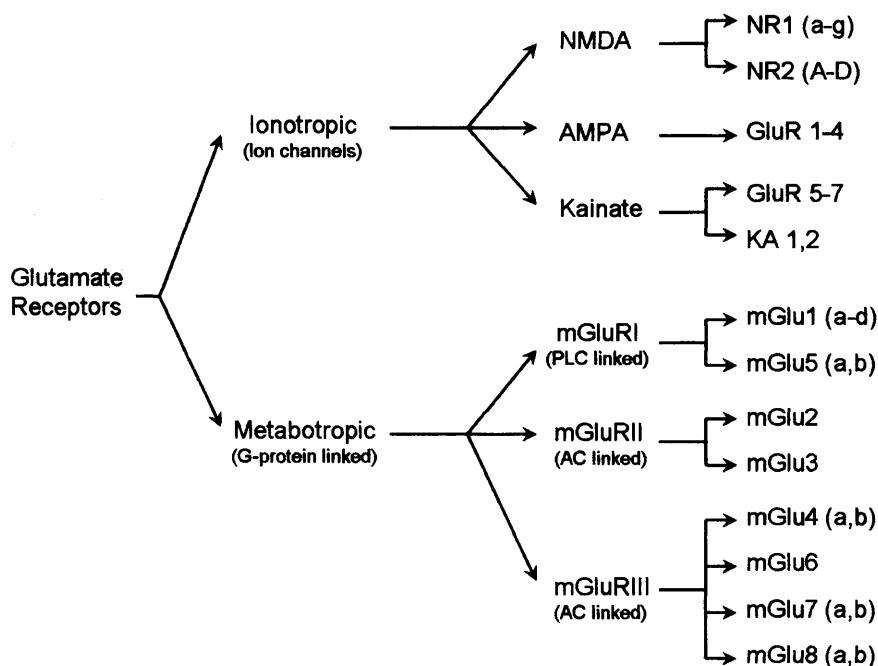 Glutamate
Receptors
Ionotropic
(Ion channels)
NMDA
NR1 (a-g)
NR2 (A-D)
AMPA
GluR 1-4
Kainate
GluR 5-7
KA 1,2
Metabotropic
(G-protein linked)
mGluRI
(PLC linked)
mGlu1 (a-d)
mGlu5 (a,b)
mGluRII
(AC linked)
mGlu2
mGlu3
mGluRIII
(AC linked)
mGlu4 (a,b)
mGlu6
mGlu7 (a,b)
mGlu8 (a,b)